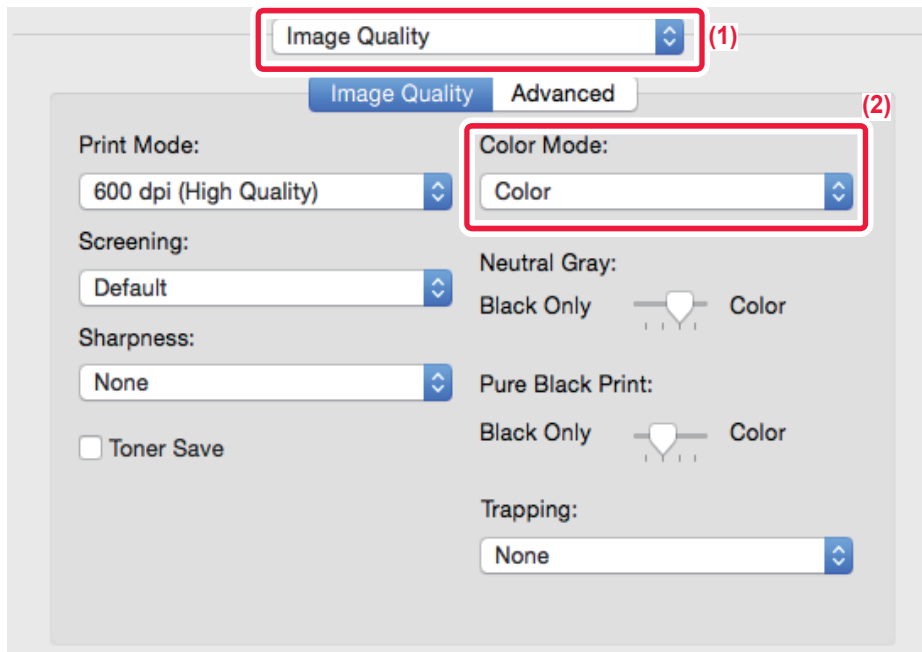 Image Quality
(1)
Image Quality Advanced
(2)
Print Mode:
600 dpi (High Quality)
Screening:
Default
Sharpness:
None
Toner Save
Color Mode:
Color
Neutral Gray:
Black Only Color
Pure Black Print:
Black Only Color
Trapping:
None